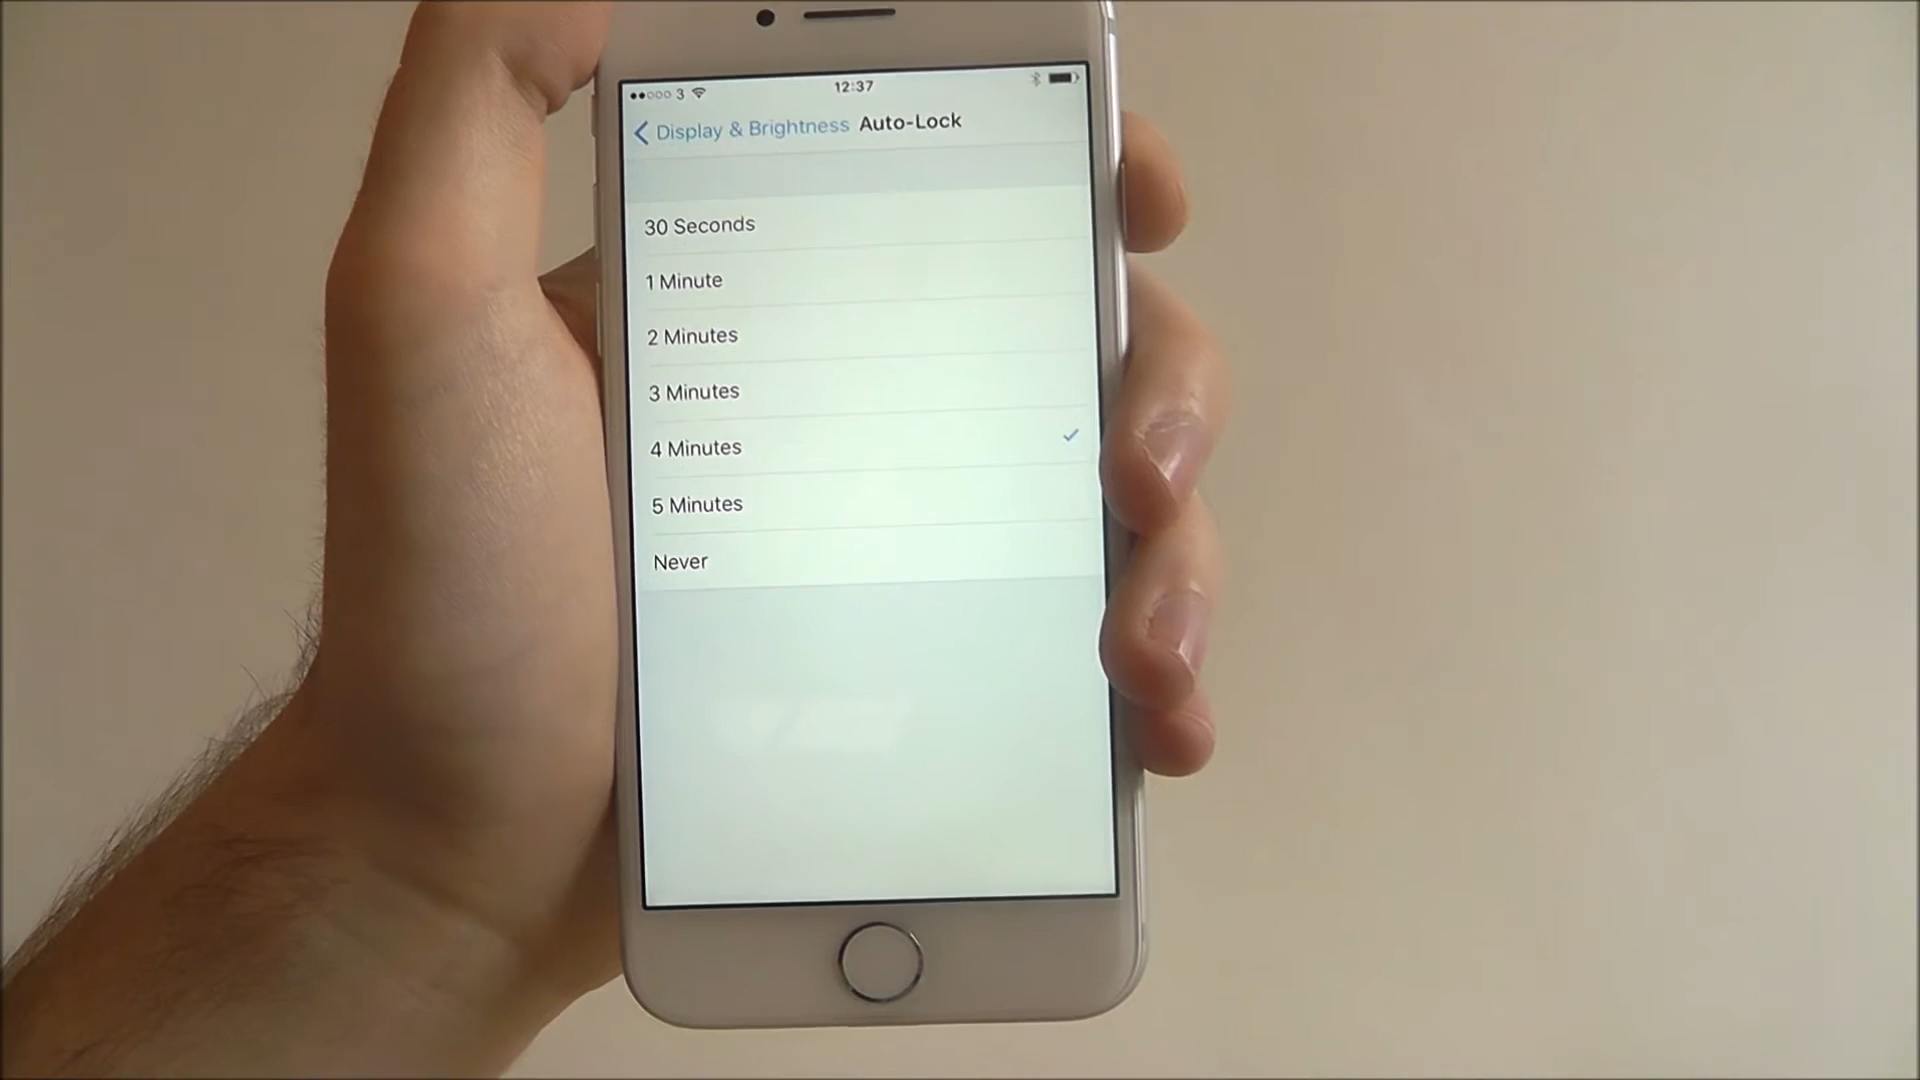 3 12:37
Display & Brightness Auto-Lock
30 Seconds
1 Minute
2 Minutes
3 Minutes
4 Minutes
5 Minutes
Never